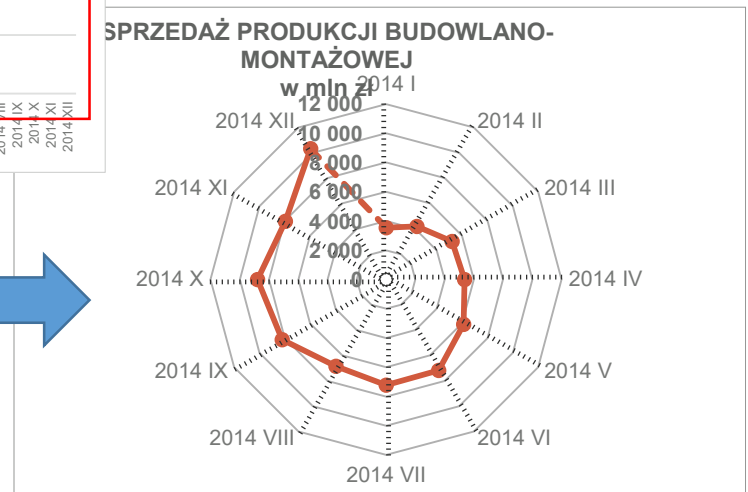 2014 VIII
2014 IX
2014 X
2014 XI
2014 XII
SPRZEDAŻ PRODUKCJI BUDOWLANO-
MONTAŻOWEJ
w mln zł
2014 I
2014 II
2014 III
2014 IV
2014 V
2014 VI
2014 VII
2014 VIII
2014 IX
2014 X
2014 XI
2014 XII
12 000
10 000
8 000
6 000
4 000
2 000
0